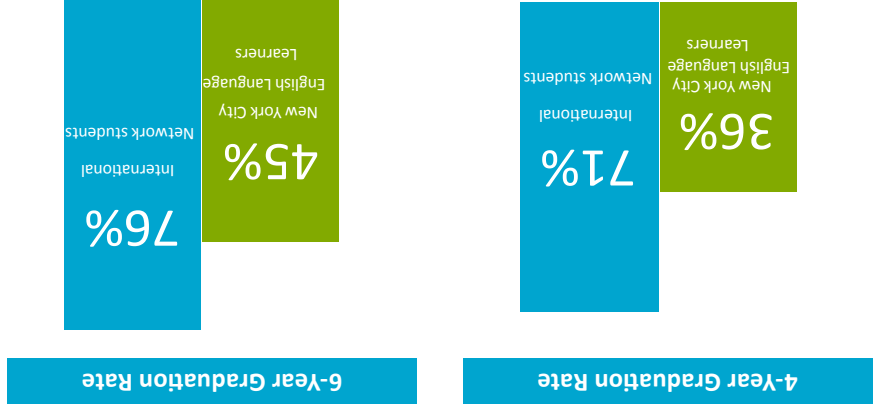 4-Year Graduation Rate
36%
New York City
English Language
Learners
71%
International
Network students
6-Year Graduation Rate
45%
New York City
English Language
Learners
76%
International
Network students